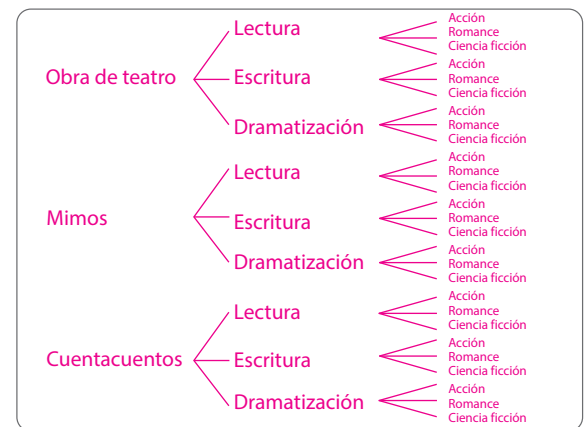 Obra de teatro
Lectura
Acción
Romance
Ciencia ficción
Escritura
Acción
Romance
Ciencia ficción
Dramatización
Acción
Romance
Ciencia ficción
Mimos
Lectura
Acción
Romance
Ciencia ficción
Escritura
Acción
Romance
Ciencia ficción
Dramatización
Acción
Romance
Ciencia ficción
Cuentacuentos
Lectura
Acción
Romance
Ciencia ficción
Escritura
Acción
Romance
Ciencia ficción
Dramatización
Acción
Romance
Ciencia ficción